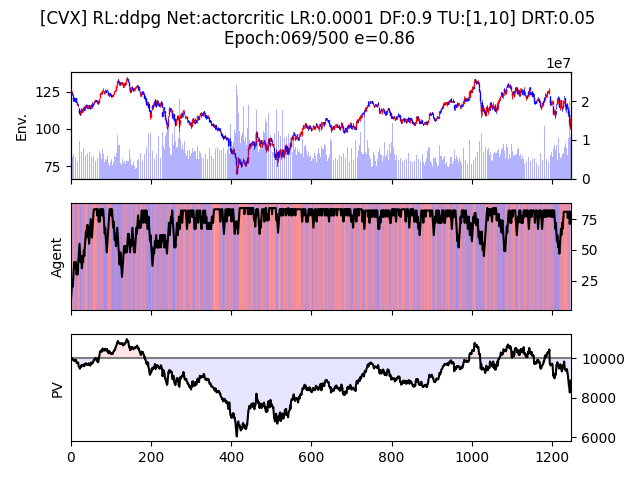 [CVX] RL:ddpg Net:actorcritic LR:0.0001 DF:0.9 TU:[1,10] DRT:0.05
Epoch:069/500 e=0.86
1e7
Env.
125
100
75
2
1
0
Agent
75
50
25
PV
10000
8000
6000
0 200 400 600 800 1000 1200